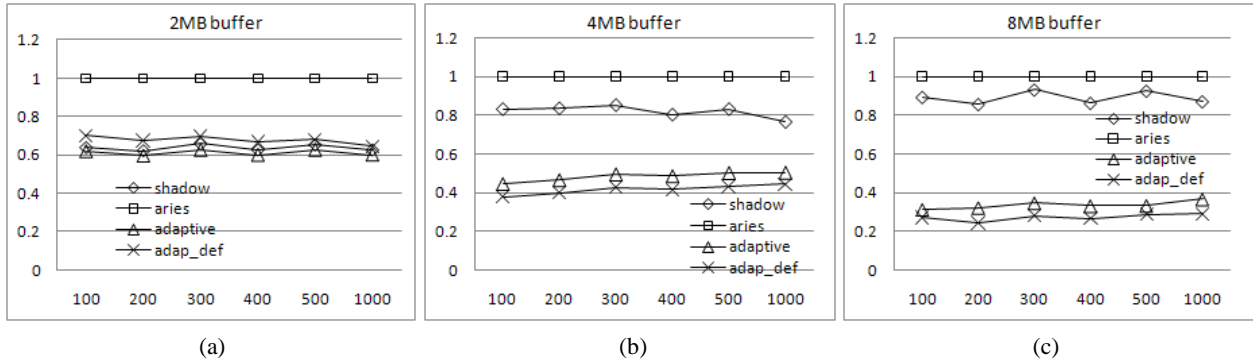 2MB buffer
1.2
1
0.8
0.6
0.4
0.2
0
shadow
aries
adaptive
adap_def
100 200 300 400 500 1000
(a)
4MB buffer
1.2
1
0.8
0.6
0.4
0.2
0
shadow
aries
adaptive
adap_def
100 200 300 400 500 1000
(b)
8MB buffer
1.2
1
0.8
0.6
0.4
0.2
0
shadow
aries
adaptive
adap_def
100 200 300 400 500 1000
(c)